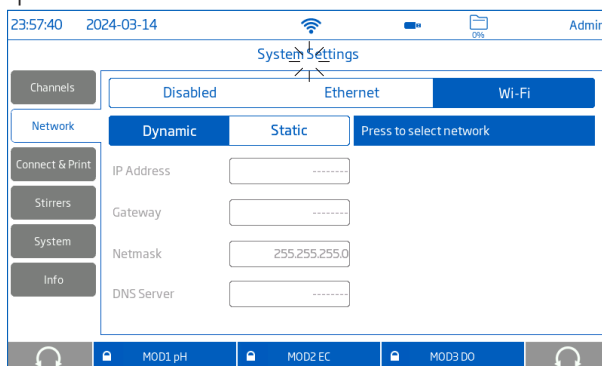 23:57:40 2024-03-14 0% Admin
System Settings
Channels
Disabled Ethernet Wi-Fi
Network
Dynamic Static Press to select network
Connect & Print
IP Address --------
Stirrers
Gateway --------
System
Netmask 255.255.255.0
Info
DNS Server --------
MOD1 pH MOD2 EC MOD3 DO